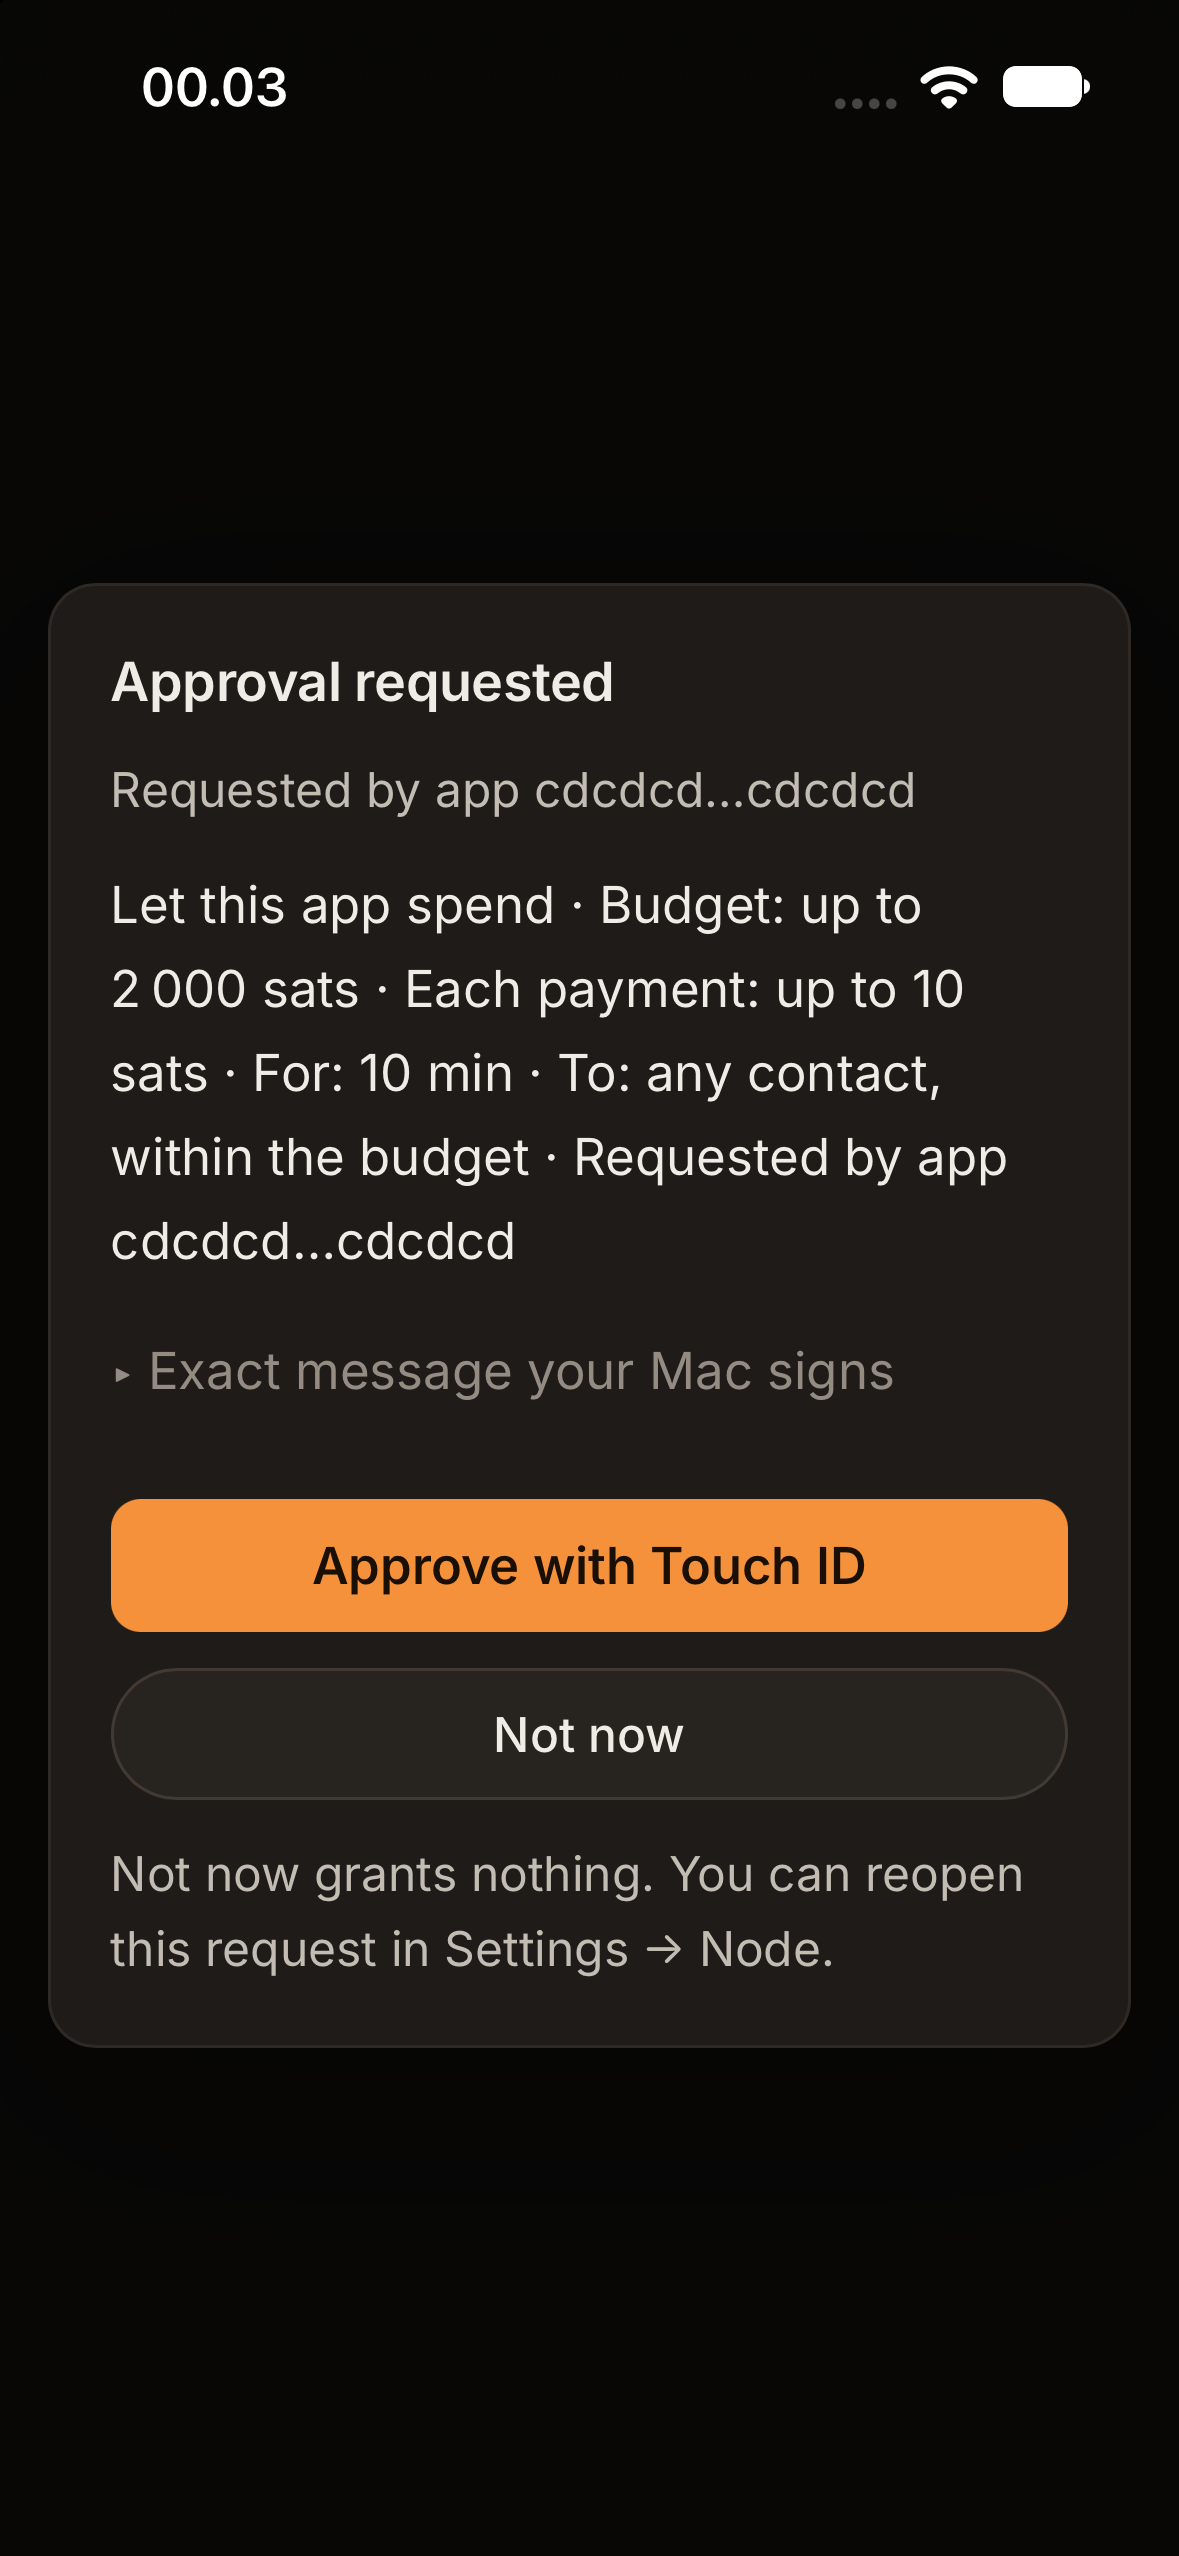 00.03
Approval requested
Requested by app cdcdcd...cdcdcd
Let this app spend · Budget: up to
2 000 sats · Each payment: up to 10
sats · For: 10 min · To: any contact,
within the budget · Requested by app
cdcdcd...cdcdcd
▸ Exact message your Mac signs
Approve with Touch ID
Not now
Not now grants nothing. You can reopen
this request in Settings → Node.